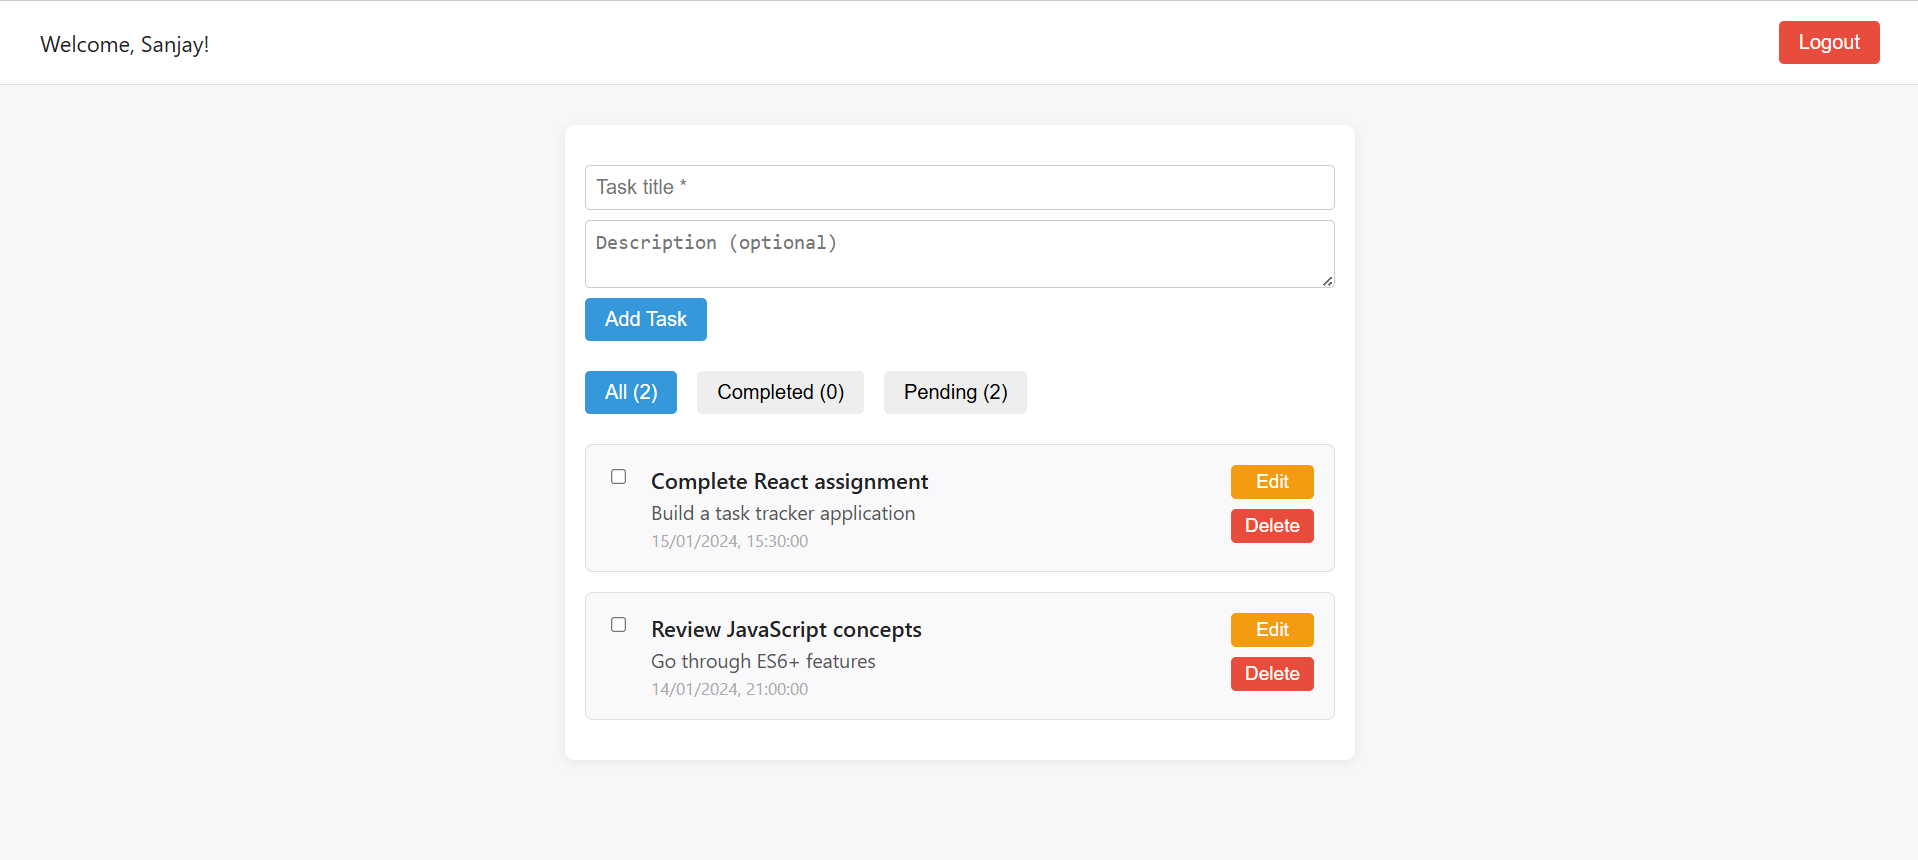 Welcome, Sanjay!
Logout
Task title *
Description (optional)
Add Task
All (2)
Completed (0)
Pending (2)
Complete React assignment
Edit
Build a task tracker application
Delete
15/01/2024, 15:30:00
Review JavaScript concepts
Edit
Go through ES6+ features
Delete
14/01/2024, 21:00:00